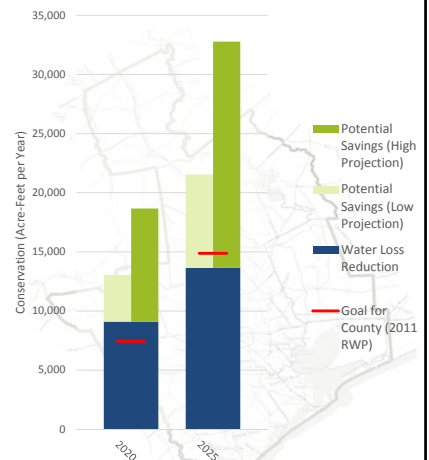 Conservation (Acre-Feet per Year)
35,000
30,000
25,000
20,000
15,000
10,000
5,000
0
2020
2025
Potential
Savings (High
Projection)
Potential
Savings (Low
Projection)
Water Loss
Reduction
Goal for
County (2011
RWP)